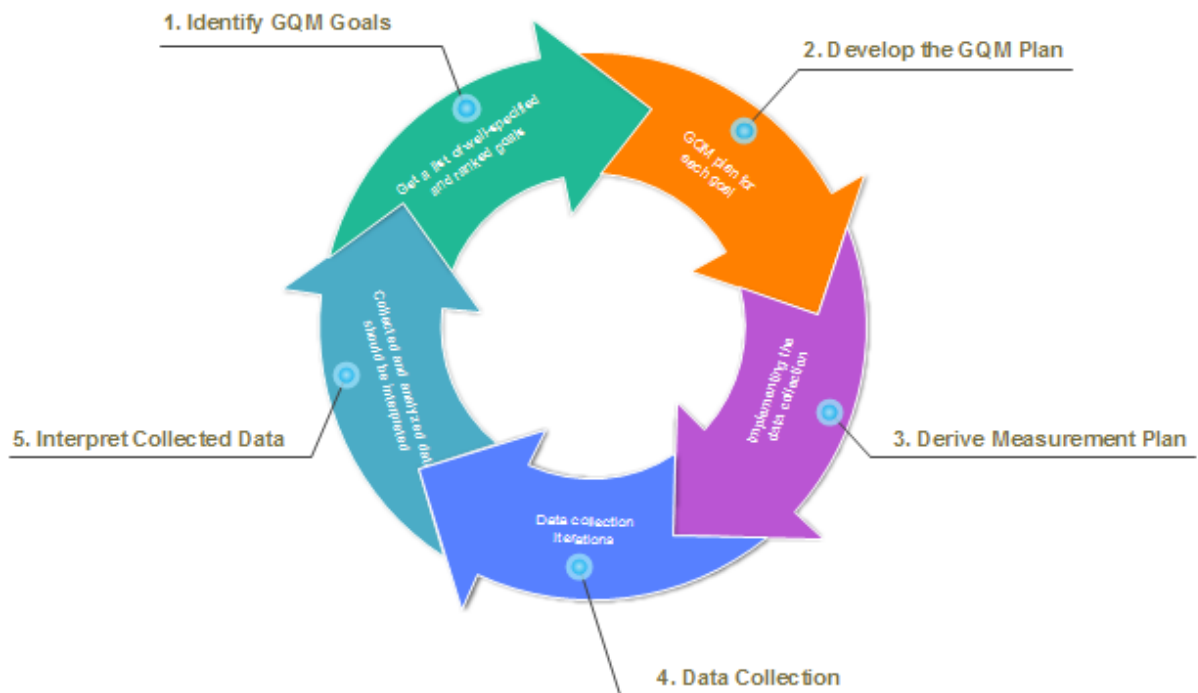 1. Identify GQM Goals
Get a list of well-specified
and ranked goals
2. Develop the GQM Plan
GQM plan for
each goal
3. Derive Measurement Plan
Implementing the
data collection
4. Data Collection
Data collection
iterations
5. Interpret Collected Data
Collected and analyzed dat
should be interpreted